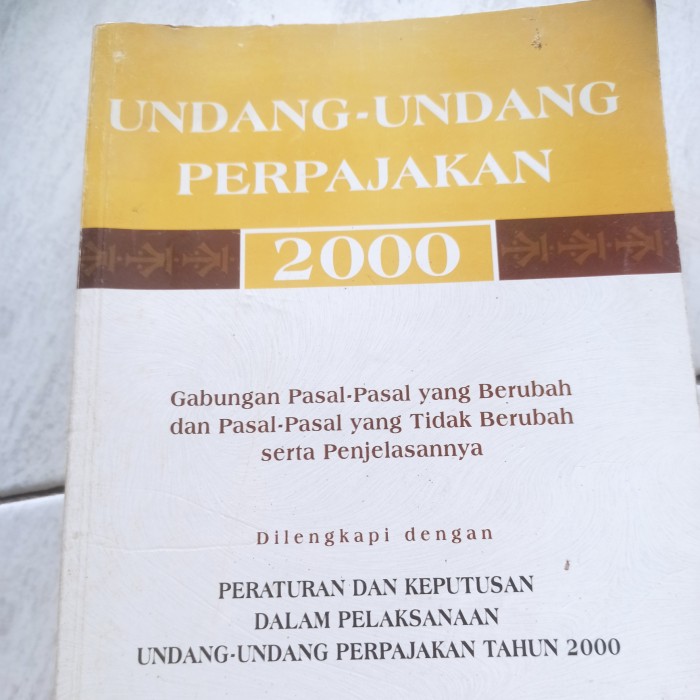 UNDANG-UNDANG
PERPAJAKAN
2000
Gabungan Pasal-Pasal yang Berubah
dan Pasal-Pasal yang Tidak Berubah
serta Penjelasannya
Dilengkapi dengan
PERATURAN DAN KEPUTUSAN
DALAM PELAKSANAAN
UNDANG-UNDANG PERPAJAKAN TAHUN 2000